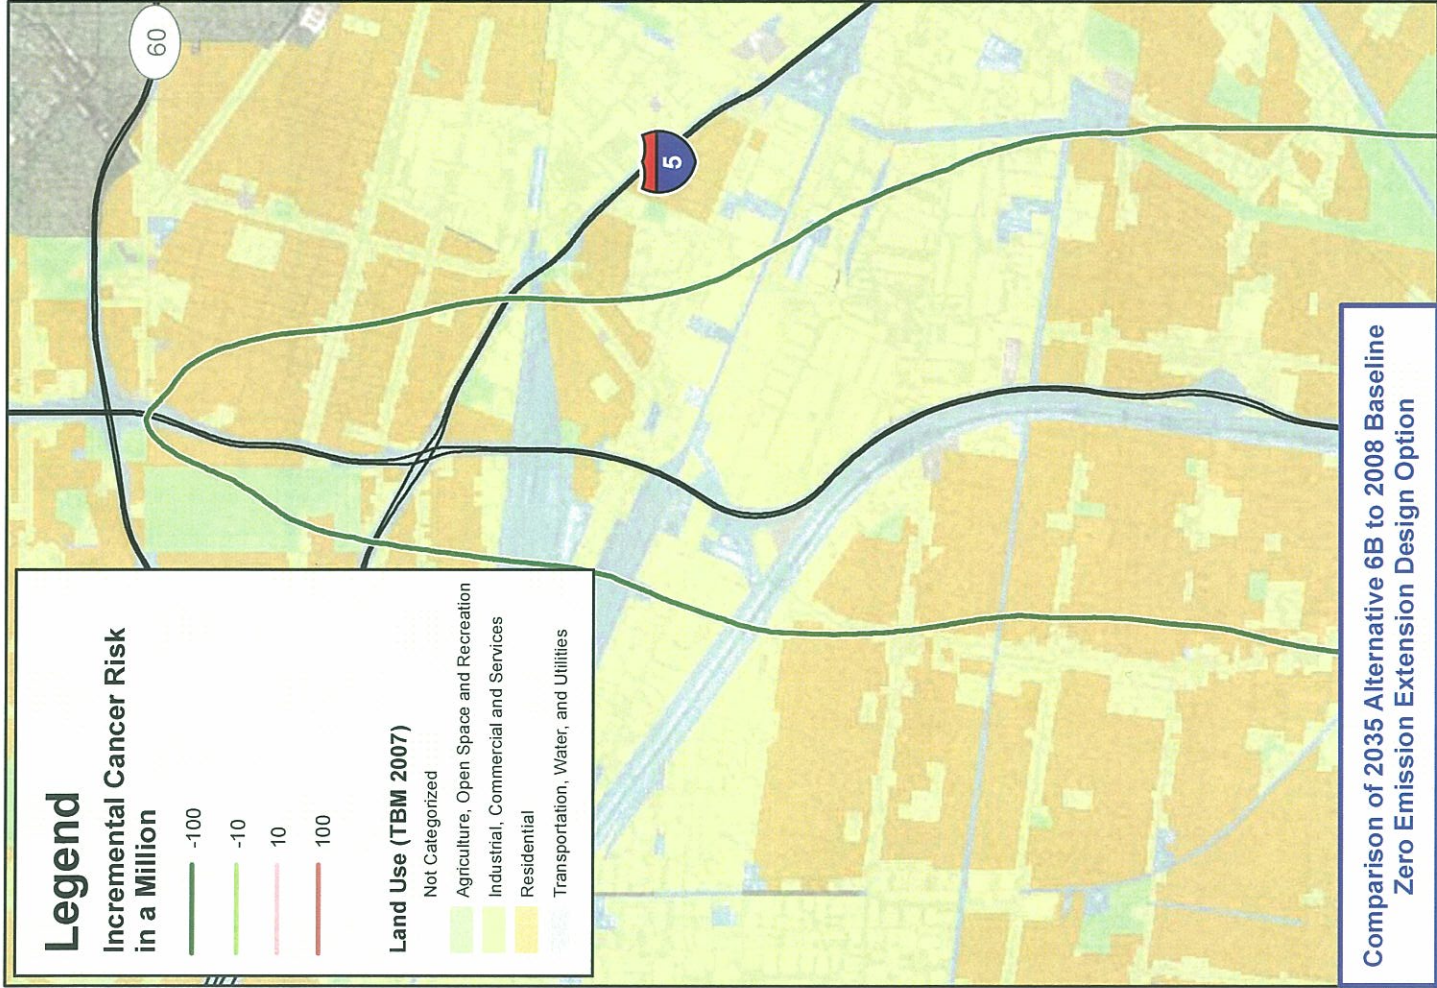 Legend
Incremental Cancer Risk
in a Million
-100
-10
10
100
Land Use (TBM 2007)
Not Categorized
Agriculture, Open Space and Recreation
Industrial, Commercial and Services
Residential
Transportation, Water, and Utilities
60
5
Comparison of 2035 Alternative 6B to 2008 Baseline
Zero Emission Extension Design Option